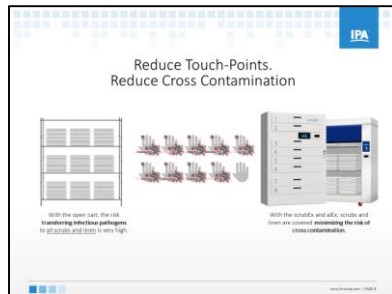 IPA
Reduce Touch-Points.
Reduce Cross Contamination
With the open cart, the risk
transferring infectious pathogens
to all scrubs and linen is very high.
With the scrubEx and alEx, scrubs and
linen are covered minimizing the risk of
cross contamination.